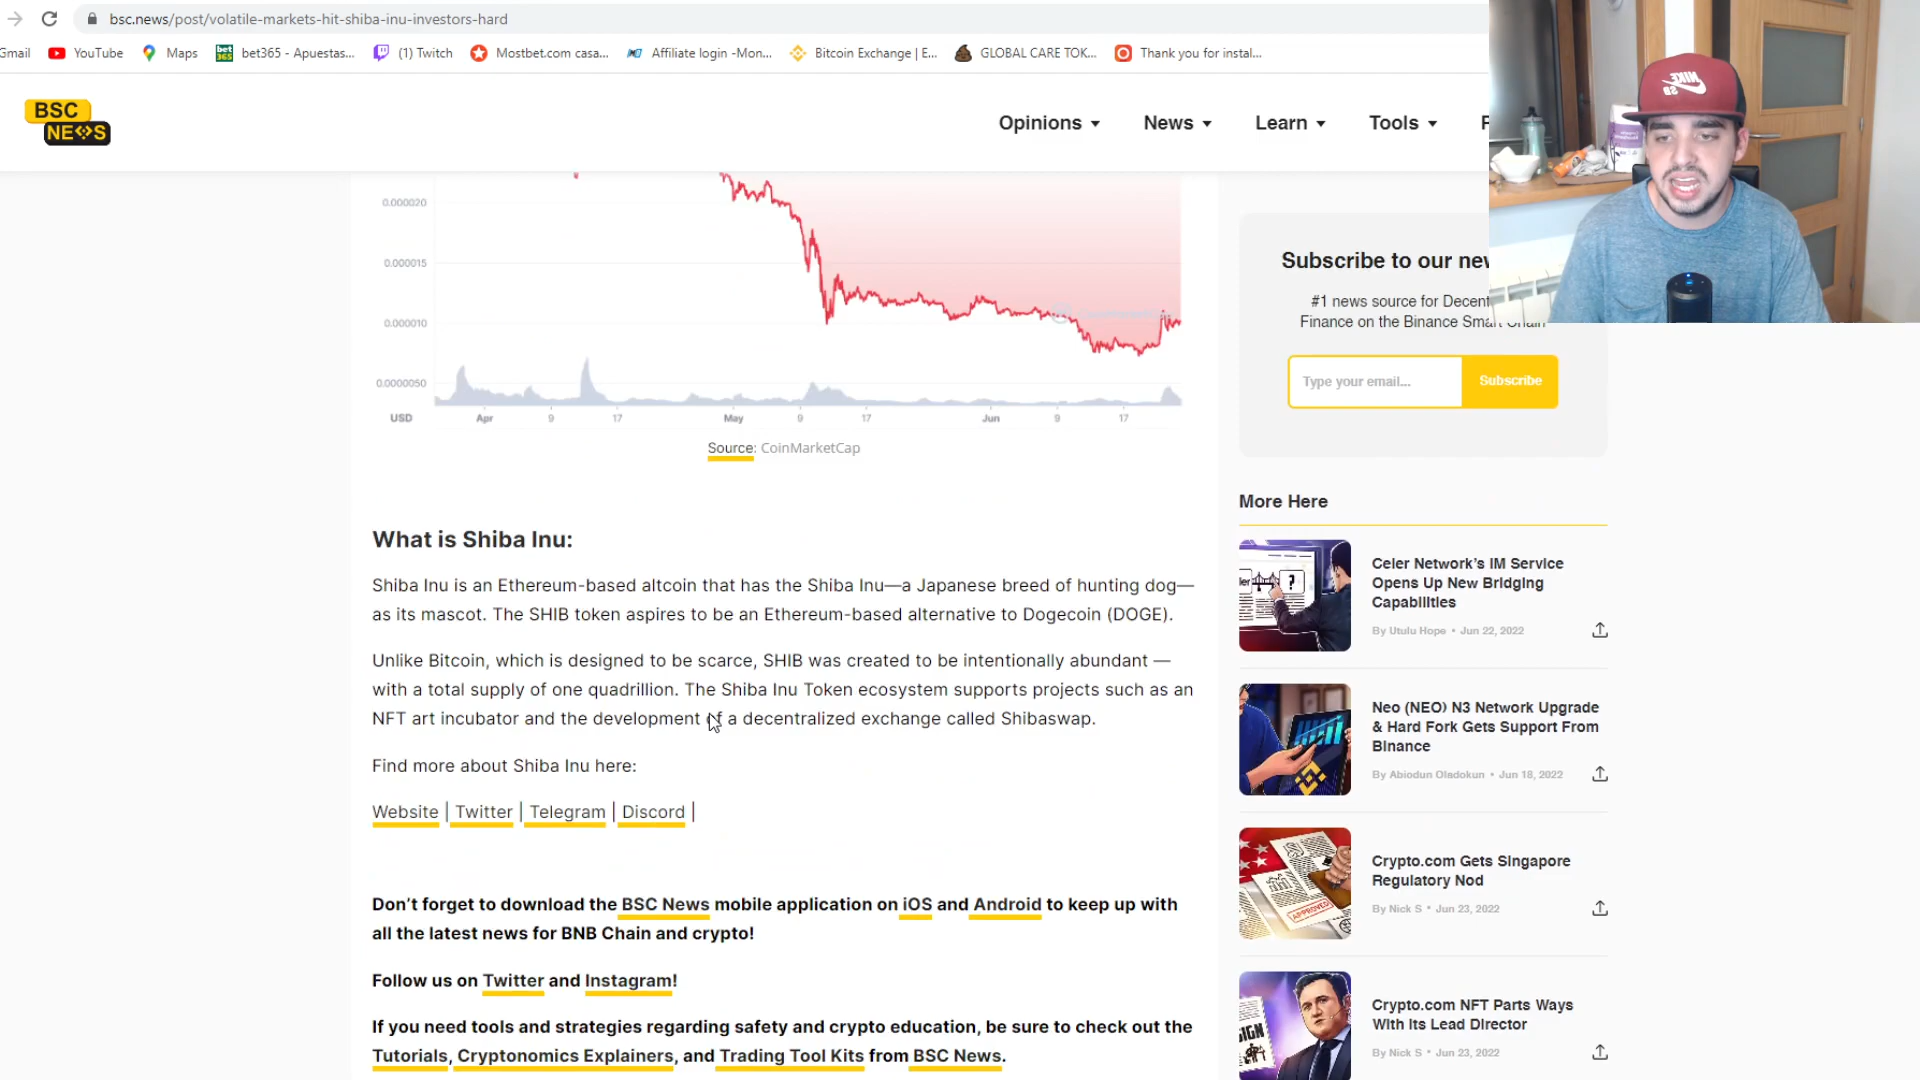 bsc.news/post/volatile-markets-hit-shiba-inu-investors-hard
Gmail YouTube Maps bet365 - Apuestas... (1) Twitch Mostbet.com casa... Affiliate login -Mon... Bitcoin Exchange | E... GLOBAL CARE TOK... Thank you for instal...
BSC
NEWS
Opinions News Learn Tools
NIKE
SB
0.000020
0.000015
0.000010
0.0000050
USD Apr 9 17 May 9 17 Jun 9 17
Source: CoinMarketCap
What is Shiba Inu:
Shiba Inu is an Ethereum-based altcoin that has the Shiba Inu—a Japanese breed of hunting dog—
as its mascot. The SHIB token aspires to be an Ethereum-based alternative to Dogecoin (DOGE).
Unlike Bitcoin, which is designed to be scarce, SHIB was created to be intentionally abundant —
with a total supply of one quadrillion. The Shiba Inu Token ecosystem supports projects such as an
NFT art incubator and the development of a decentralized exchange called Shibaswap.
Find more about Shiba Inu here:
Website | Twitter | Telegram | Discord |
Don't forget to download the BSC News mobile application on iOS and Android to keep up with
all the latest news for BNB Chain and crypto!
Follow us on Twitter and Instagram!
If you need tools and strategies regarding safety and crypto education, be sure to check out the
Tutorials, Cryptonomics Explainers, and Trading Tool Kits from BSC News.
Subscribe to our
#1 news source for
Finance on the Binance Smart Chain
Type your email... Subscribe
More Here
Celer Network's IM Service
Opens Up New Bridging
Capabilities
By Utulu Hope • Jun 22, 2022
Neo (NEO) N3 Network Upgrade
& Hard Fork Gets Support From
Binance
By Abiodun Oladokun • Jun 18, 2022
APPROVED
Crypto.com Gets Singapore
Regulatory Nod
By Nick S • Jun 23, 2022
Crypto.com NFT Parts Ways
With its Lead Director
By Nick S • Jun 23, 2022